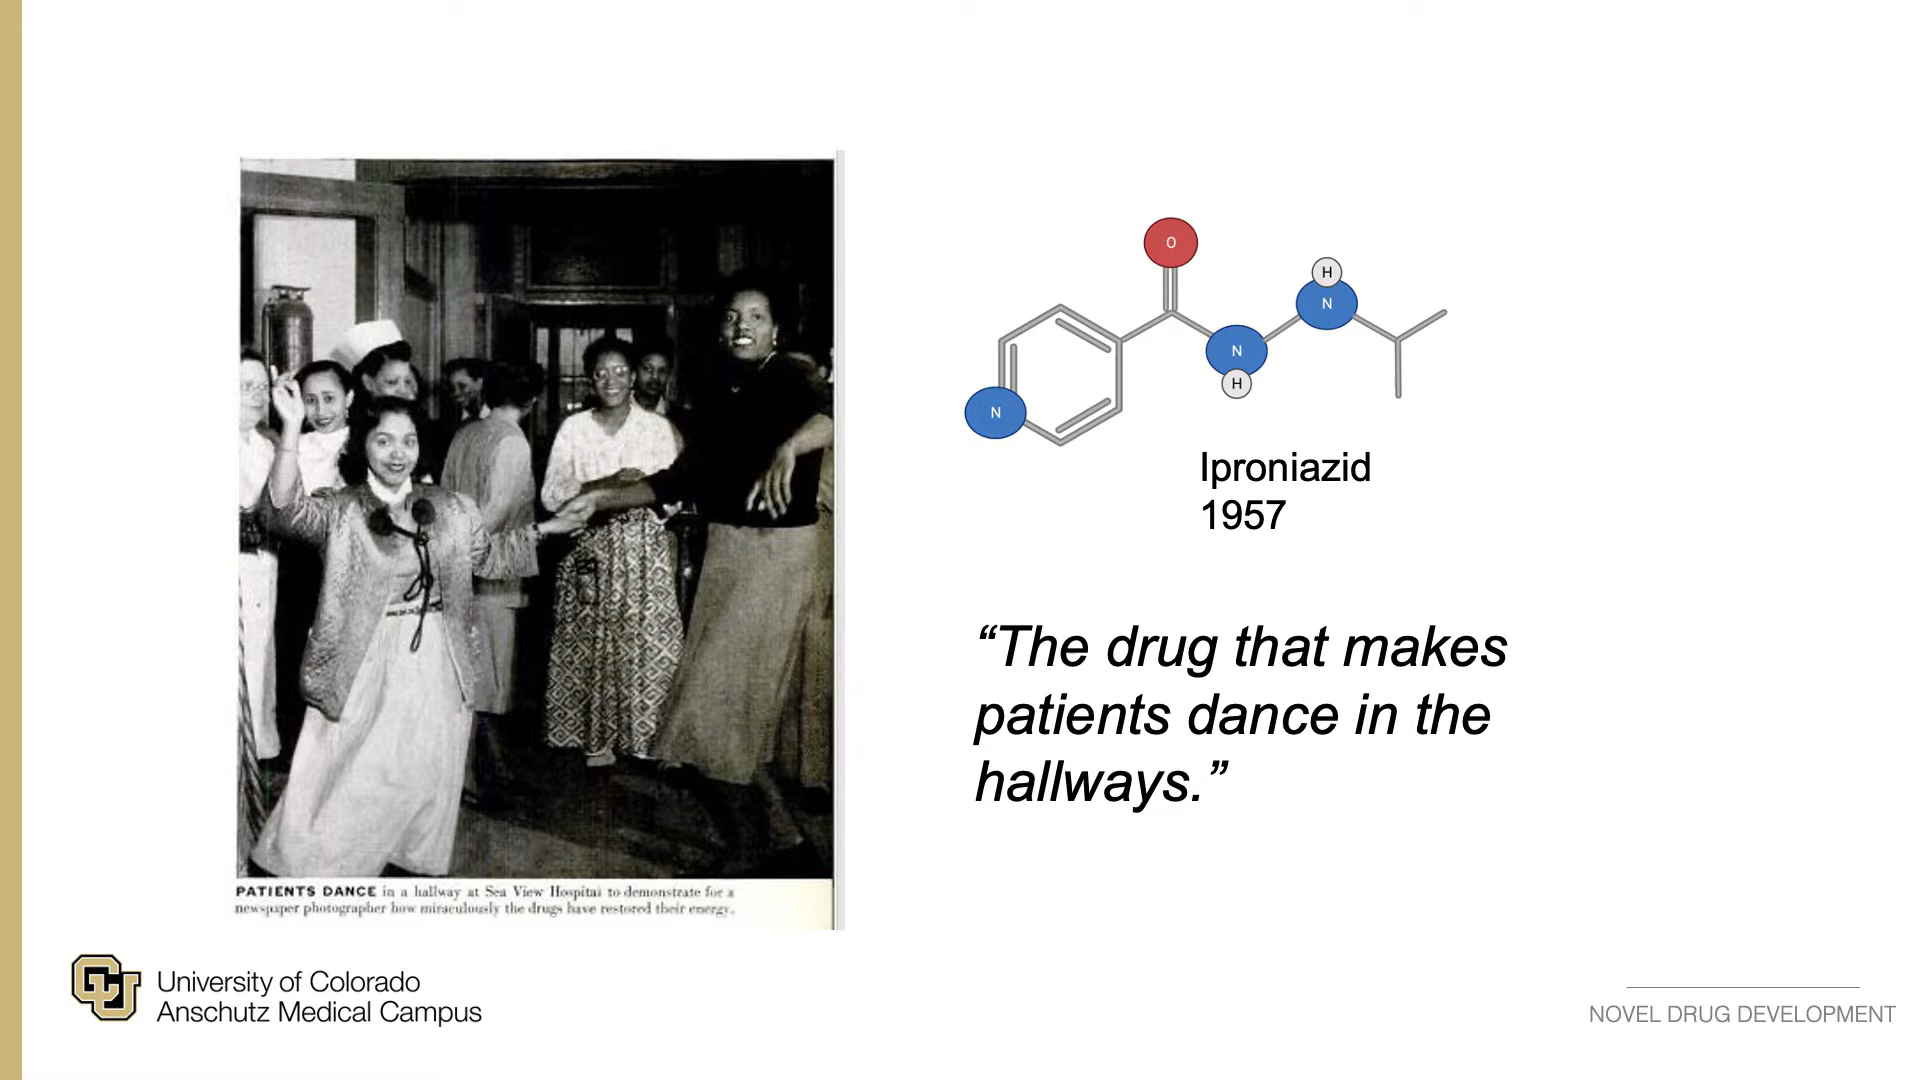 O
H
N
N
H
N
Iproniazid
1957
“The drug that makes
patients dance in the
hallways.”
PATIENTS DANCE in a hallway at Sea View Hospital to demonstrate for a
newspaper photographer how miraculously the drugs have restored their energy.
CU
University of Colorado
Anschutz Medical Campus
NOVEL DRUG DEVELOPMENT